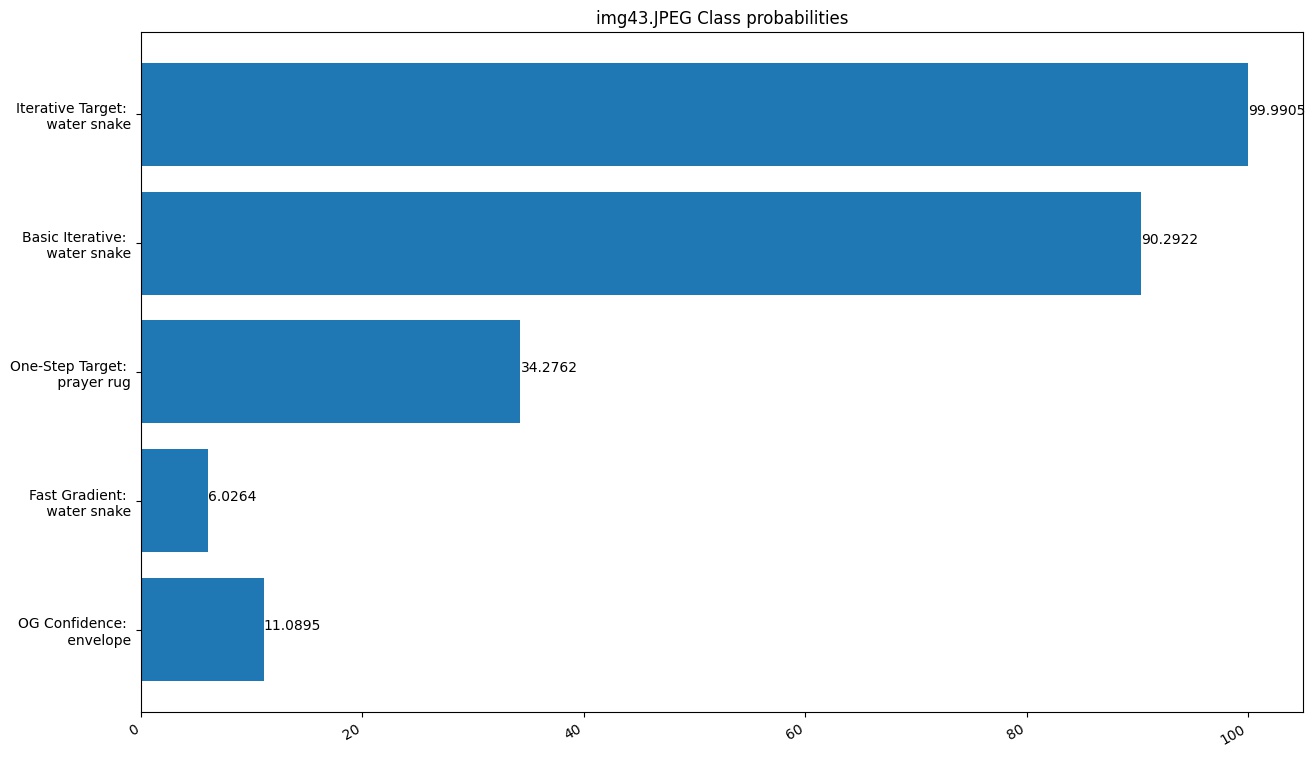 img43.JPEG Class probabilities
Iterative Target:
water snake
99.9905
Basic Iterative:
water snake
90.2922
One-Step Target:
prayer rug
34.2762
Fast Gradient:
water snake
6.0264
OG Confidence:
envelope
11.0895
0
20
40
60
80
100